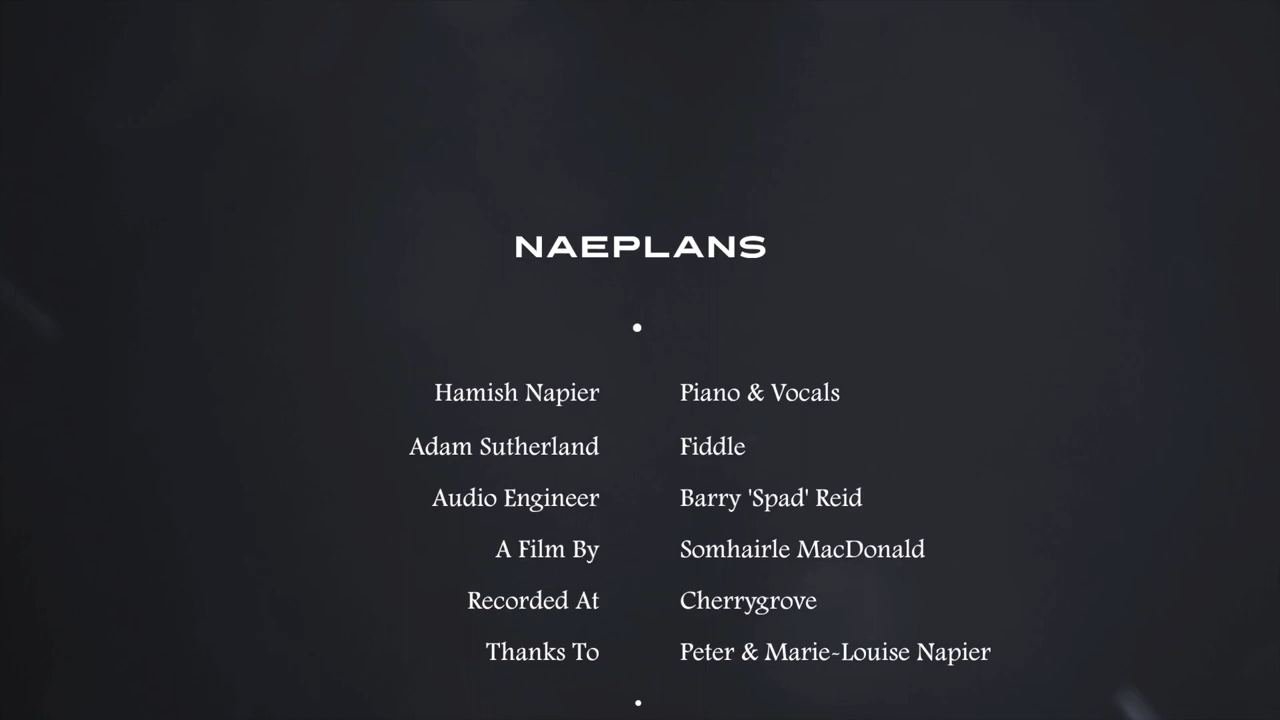 NAEPLANS
Hamish Napier Piano & Vocals
Adam Sutherland Fiddle
Audio Engineer Barry 'Spad' Reid
A Film By Somhairle MacDonald
Recorded At Cherrygrove
Thanks To Peter & Marie-Louise Napier